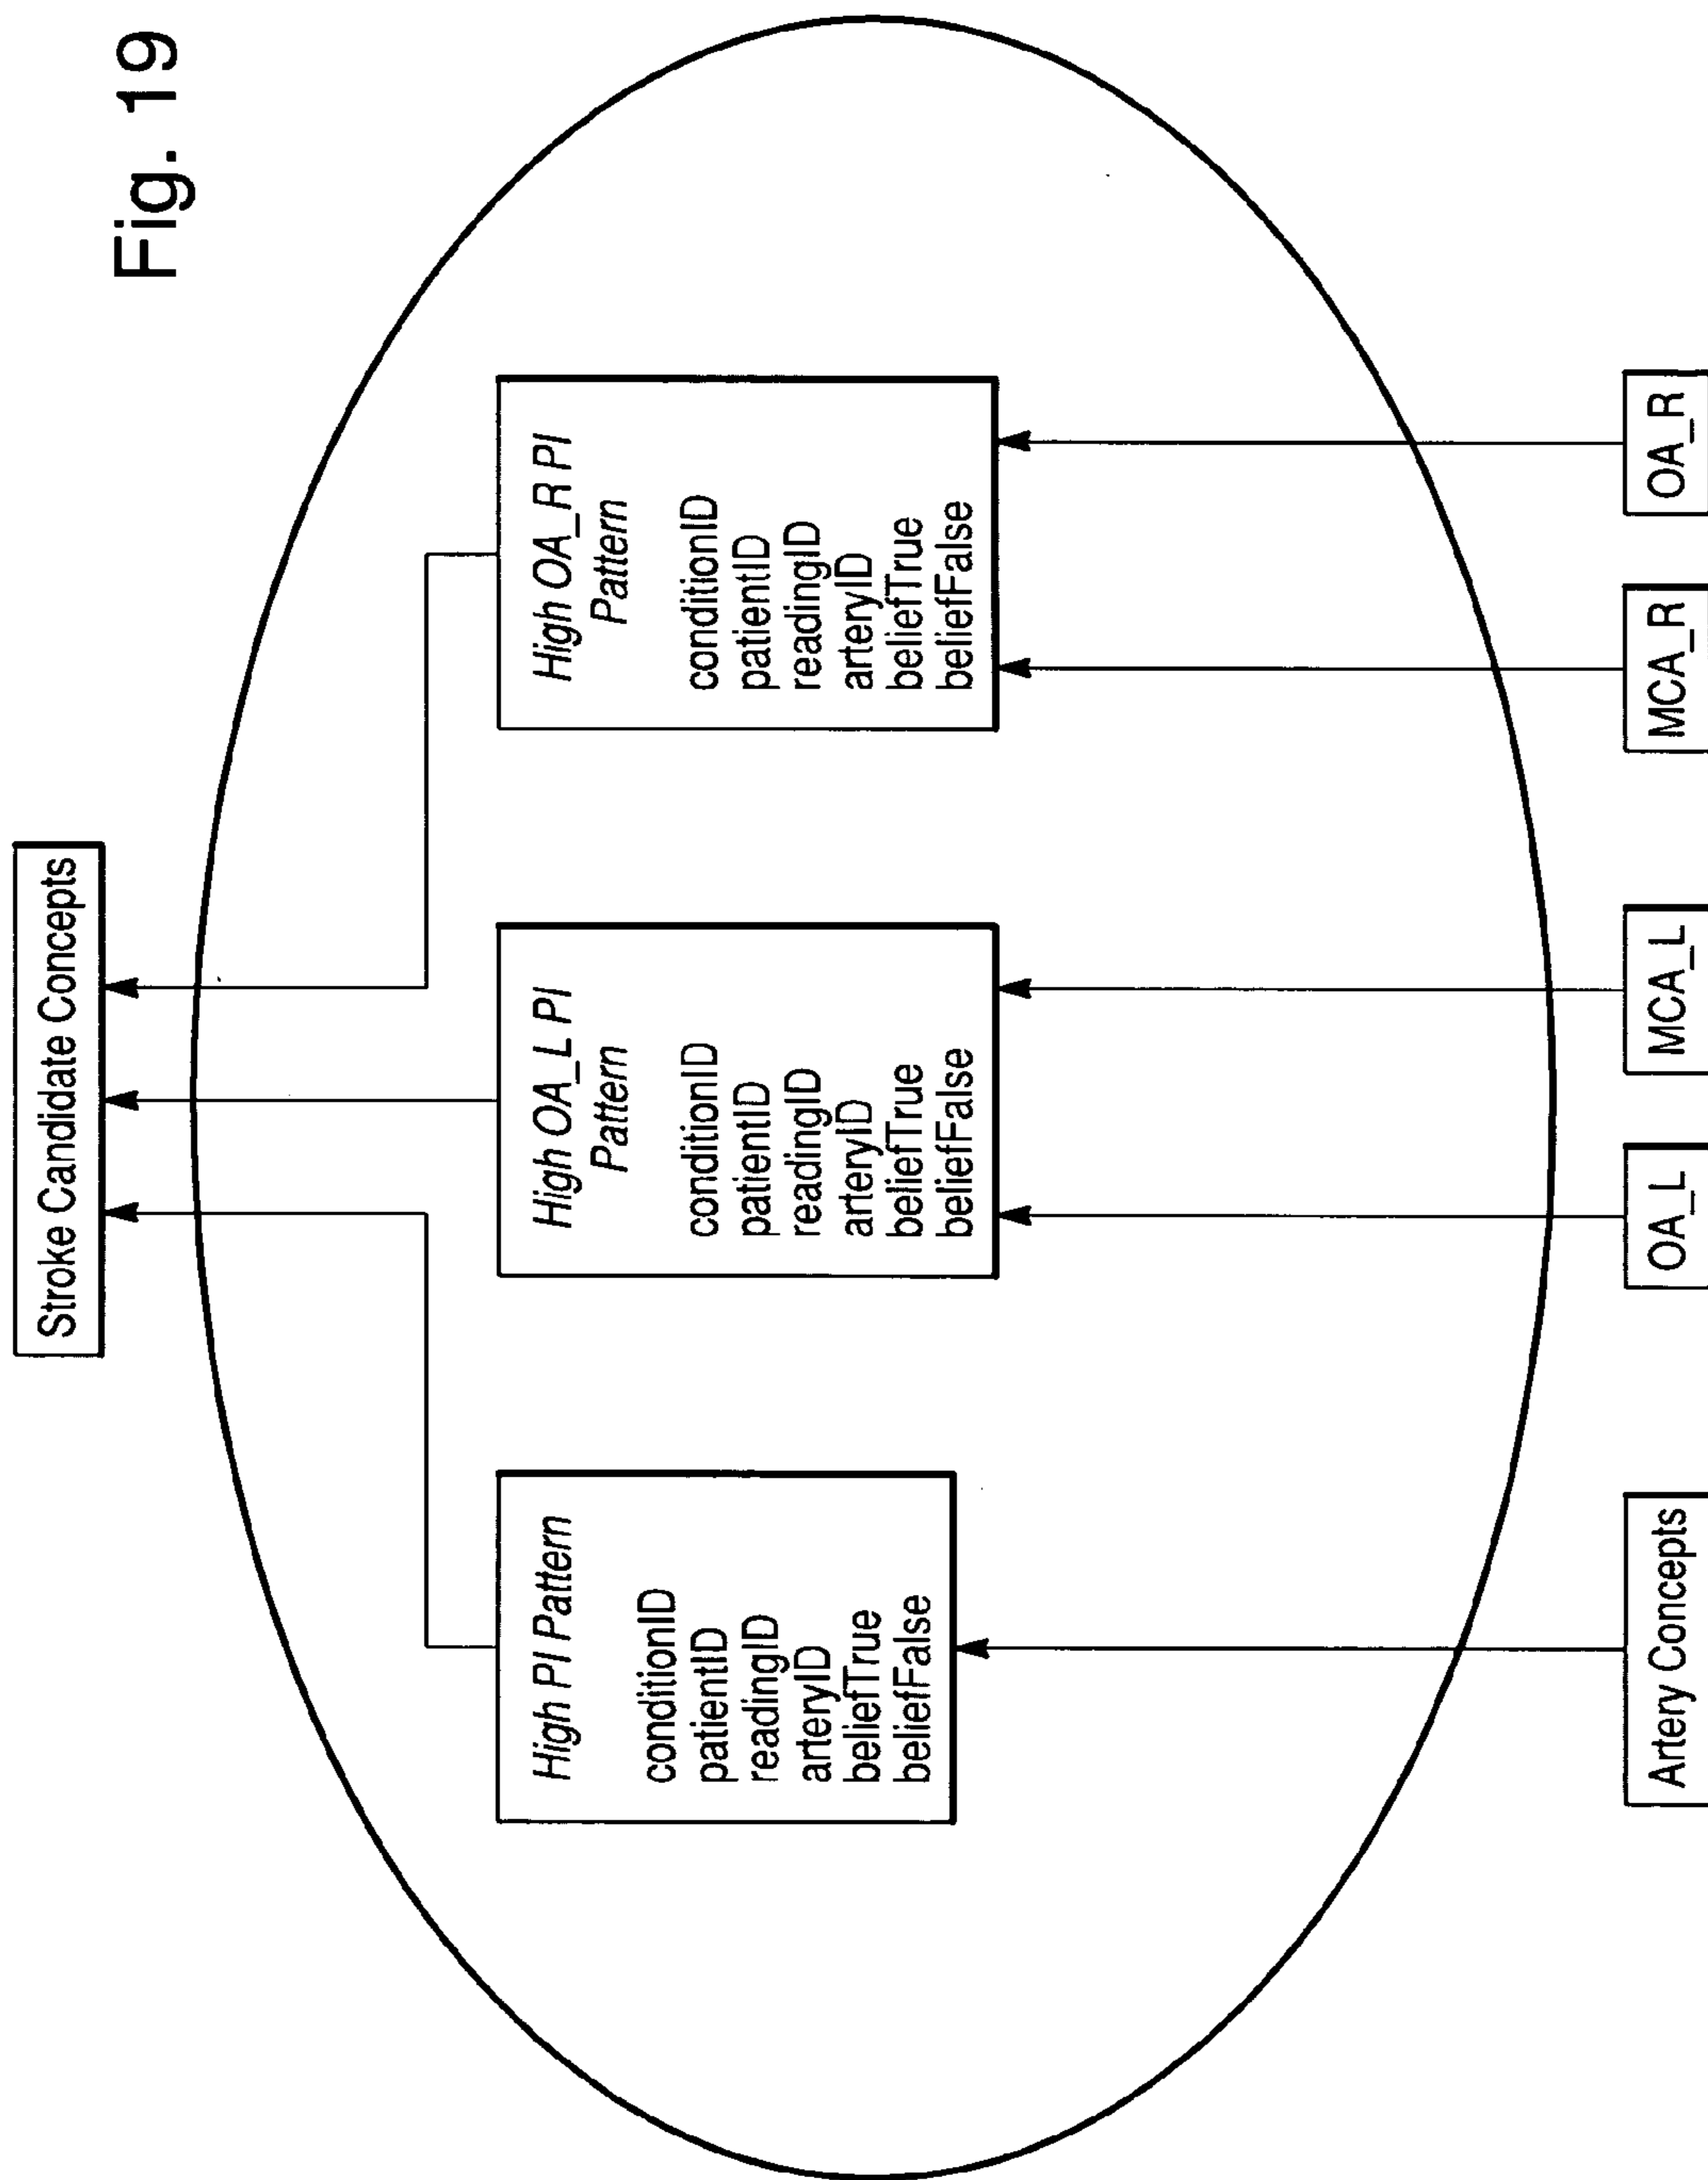 Fig. 19
Stroke Candidate Concepts
High PI Pattern
conditionID
patientID
readingID
arteryID
beliefTrue
beliefFalse
High OA_L PI
Pattern
conditionID
patientID
readingID
arteryID
beliefTrue
beliefFalse
High OA_R PI
Pattern
conditionID
patientID
readingID
arteryID
beliefTrue
beliefFalse
Artery Concepts
OA_L
MCA_L
MCA_R
OA_R